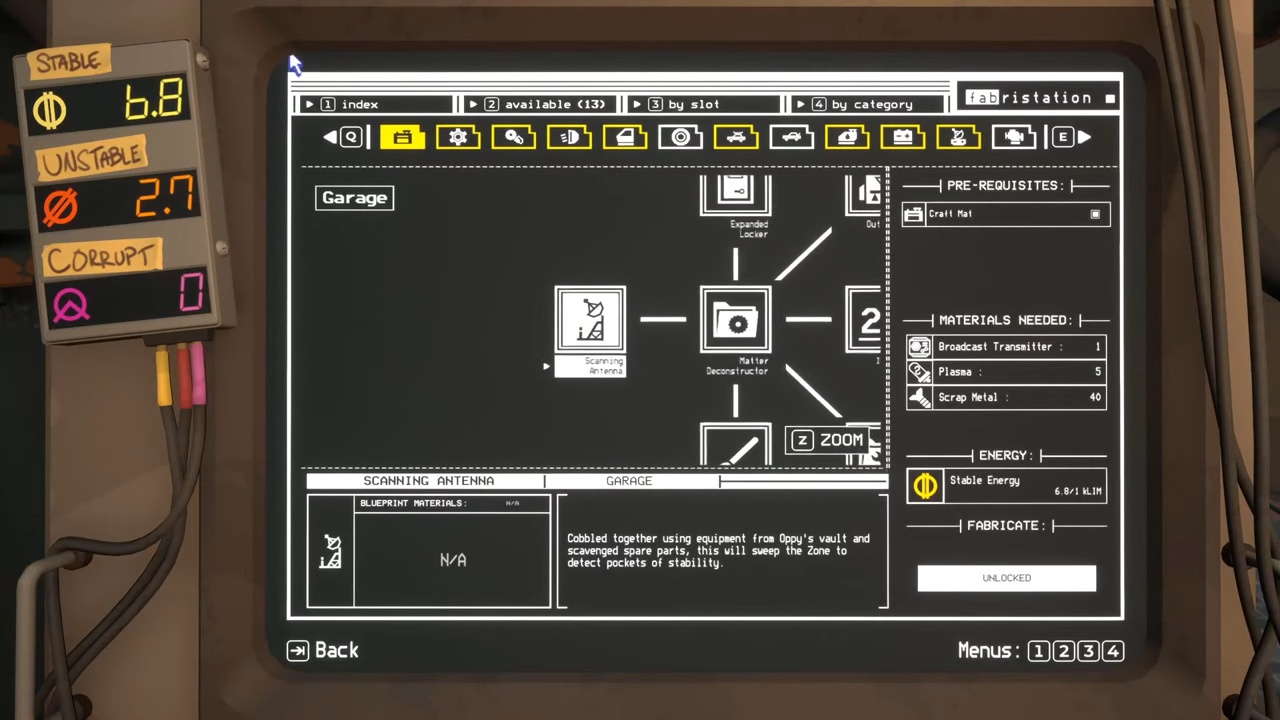 STABLE
6.8
UNSTABLE
2.7
CORRUPT
0
1 index
2 available (13)
3 by slot
4 by category
fabristation
Q
E
Garage
Expanded
Locker
Out
Scanning
Antenna
Matter
Deconstructor
2
Z ZOOM
PRE-REQUISITES:
Craft Mat
MATERIALS NEEDED:
Broadcast Transmitter : 1
Plasma : 5
Scrap Metal : 40
ENERGY:
Stable Energy
6.8/1 kLIM
FABRICATE:
UNLOCKED
SCANNING ANTENNA
GARAGE
BLUEPRINT MATERIALS: N/A
N/A
Cobbled together using equipment from Oppy's vault and
scavenged spare parts, this will sweep the Zone to
detect pockets of stability.
Back
Menus: 1 2 3 4